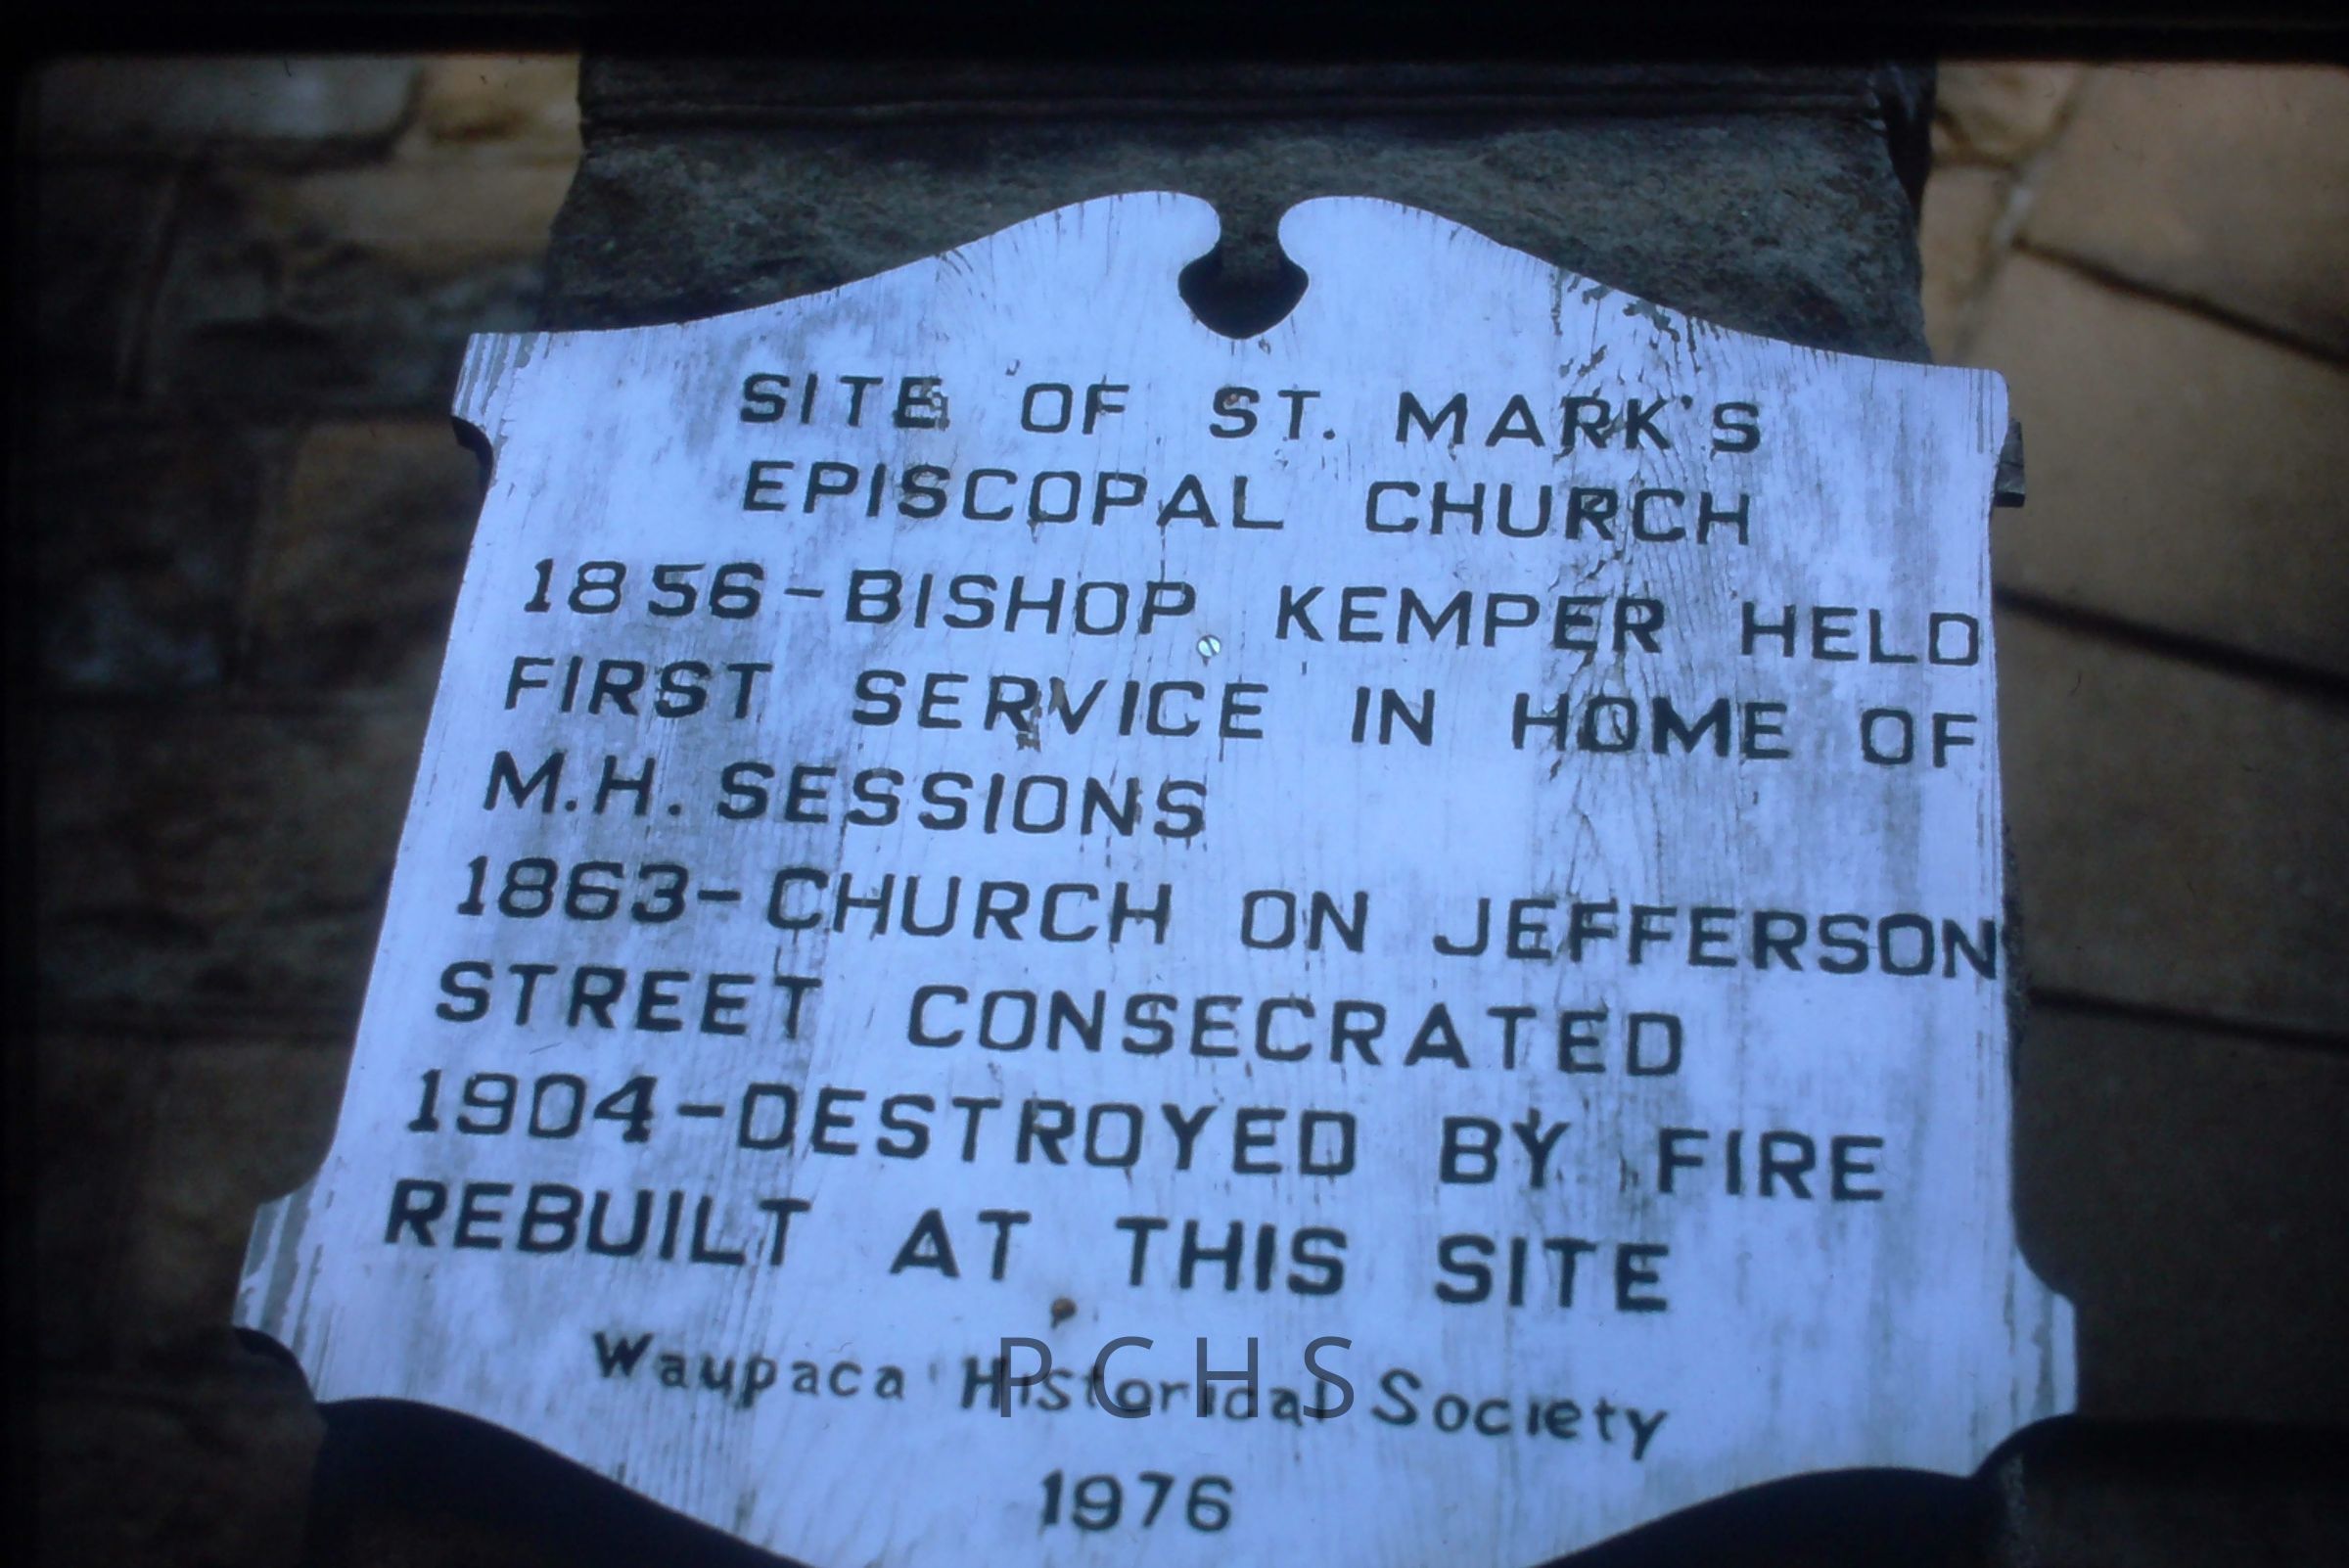 SITE OF ST. MARK'S
EPISCOPAL CHURCH
1856-BISHOP KEMPER HELD
FIRST SERVICE IN HOME OF
M.H. SESSIONS
1863-CHURCH ON JEFFERSON
STREET CONSECRATED
1904-DESTROYED BY FIRE
REBUILT AT THIS SITE
Waupaca Historical Society
PCHS
1976